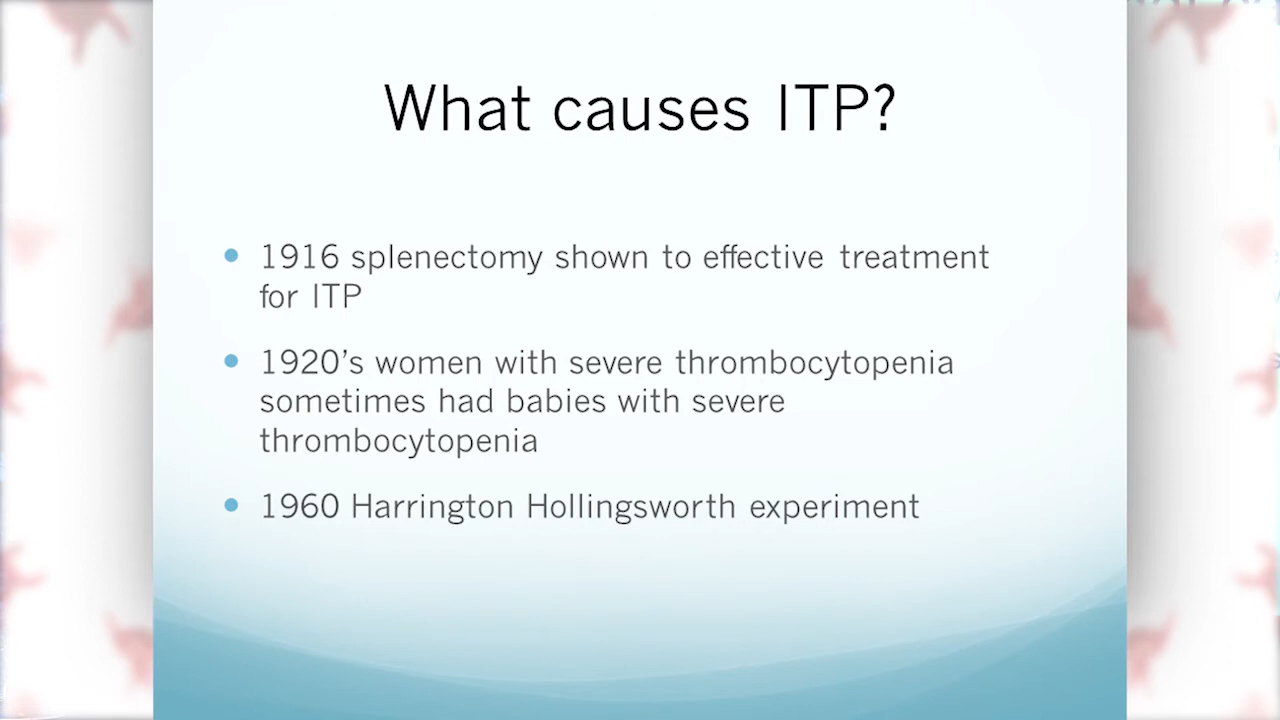 What causes ITP?
• 1916 splenectomy shown to effective treatment
for ITP
• 1920’s women with severe thrombocytopenia
sometimes had babies with severe
thrombocytopenia
• 1960 Harrington Hollingsworth experiment